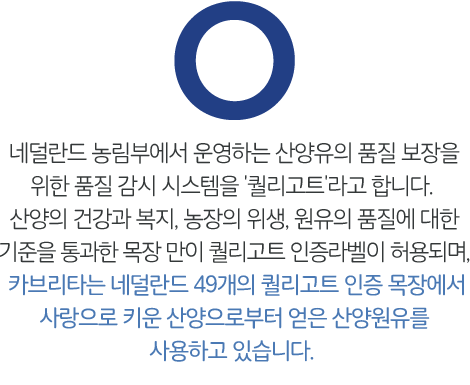 네덜란드 농림부에서 운영하는 산양유의 품질 보장을
위한 품질 감시 시스템을 '퀄리고트'라고 합니다.
산양의 건강과 복지, 농장의 위생, 원유의 품질에 대한
기준을 통과한 목장 만이 퀄리고트 인증라벨이 허용되며,
카브리타는 네덜란드 49개의 퀄리고트 인증 목장에서
사랑으로 키운 산양으로부터 얻은 산양원유를
사용하고 있습니다.